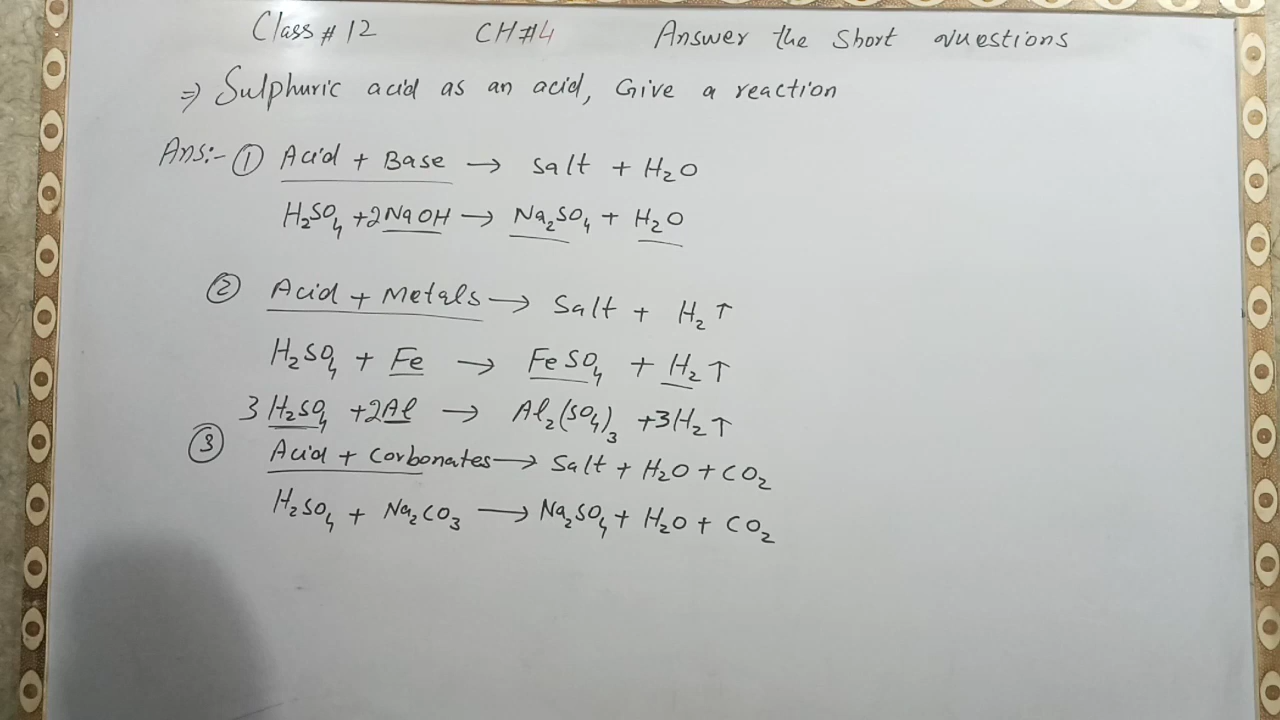 Class # 12 CH#4 Answer the Short Questions
⇒ Sulphuric acid as an acid, Give a reaction
Ans:- ① Acid + Base → Salt + H₂O
H₂SO₄ + 2NaOH → Na₂SO₄ + H₂O
② Acid + Metals → Salt + H₂ ↑
H₂SO₄ + Fe → FeSO₄ + H₂ ↑
3 H₂SO₄ + 2Al → Al₂(SO₄)₃ + 3H₂ ↑
③ Acid + Corbonates → Salt + H₂O + CO₂
H₂SO₄ + Na₂CO₃ → Na₂SO₄ + H₂O + CO₂